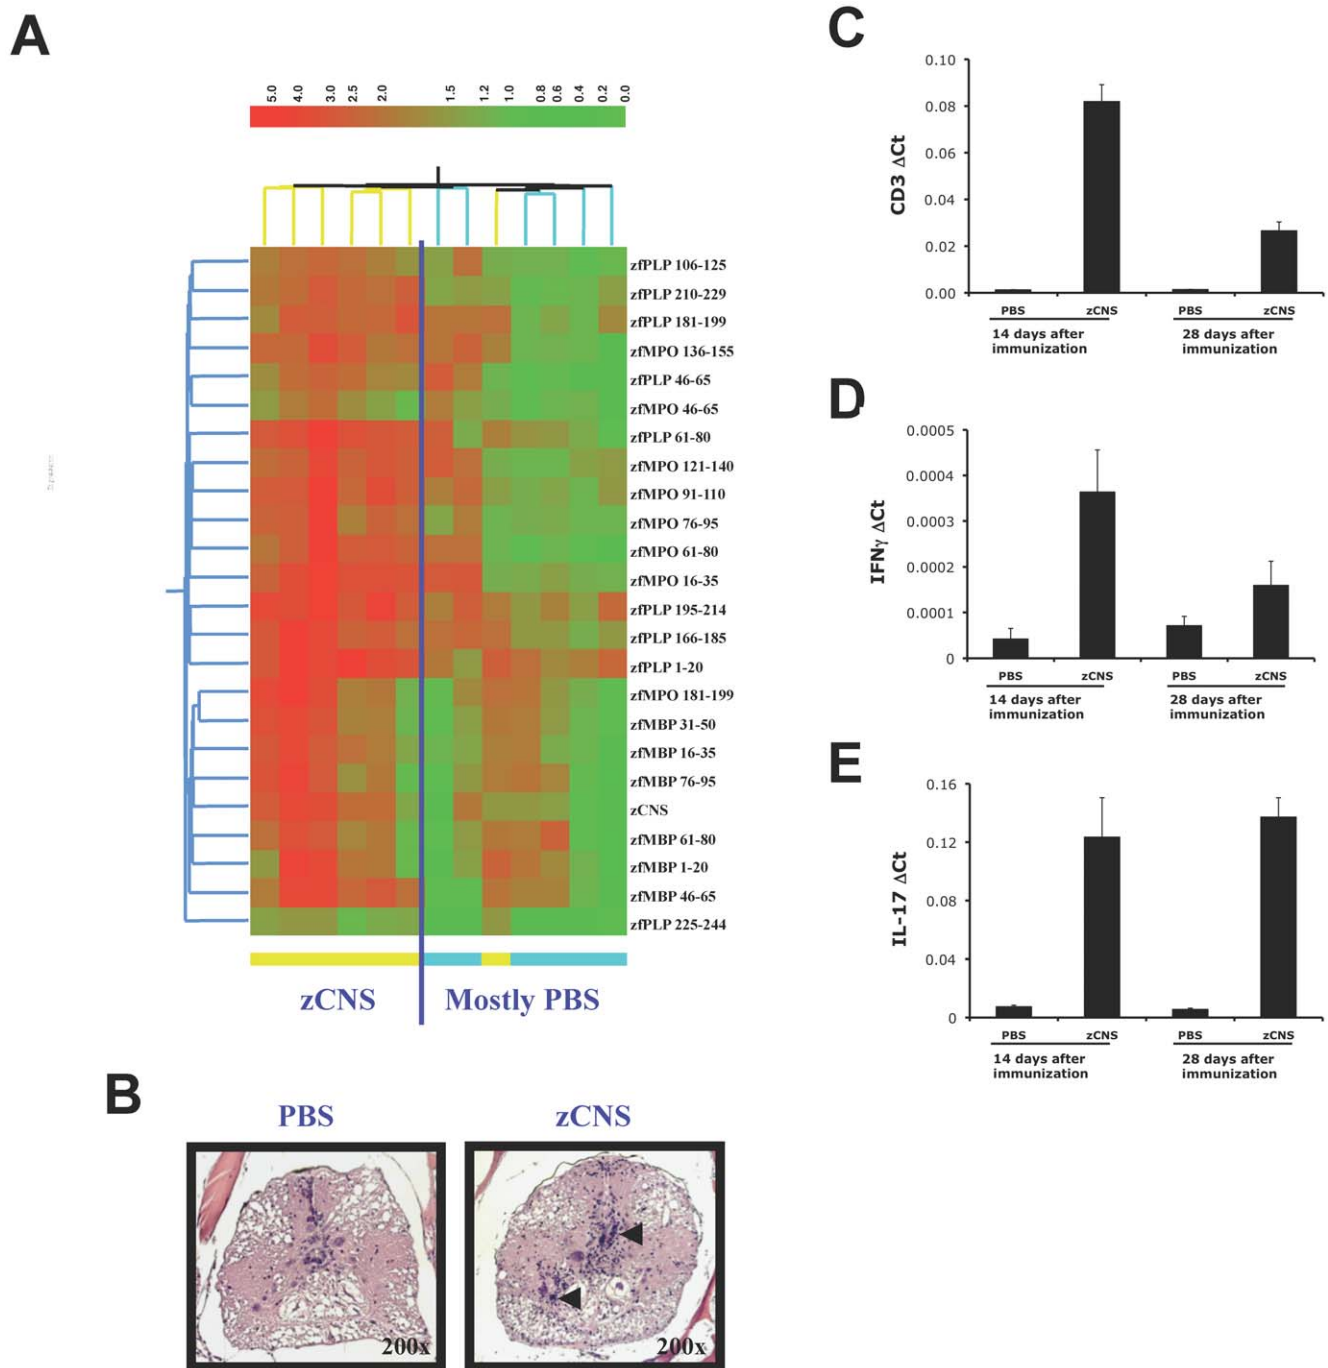 A
5.0 4.0 3.0 2.5 2.0 1.5 1.2 1.0 0.8 0.6 0.4 0.2 0.0
zfPLP 106-125
zfPLP 210-229
zfPLP 181-199
zfMPO 136-155
zfPLP 46-65
zfMPO 46-65
zfPLP 61-80
zfMPO 121-140
zfMPO 91-110
zfMPO 76-95
zfMPO 61-80
zfMPO 16-35
zfPLP 195-214
zfPLP 166-185
zfPLP 1-20
zfMPO 181-199
zfMBP 31-50
zfMBP 16-35
zfMBP 76-95
zCNS
zfMBP 61-80
zfMBP 1-20
zfMBP 46-65
zfPLP 225-244
zCNS Mostly PBS
B
PBS zCNS
200x 200x
C
CD3 ΔCt
0.10
0.08
0.06
0.04
0.02
0.00
PBS zCNS PBS zCNS
14 days after 28 days after
immunization immunization
D
IFNγ ΔCt
0.0005
0.0004
0.0003
0.0002
0.0001
0
PBS zCNS PBS zCNS
14 days after 28 days after
immunization immunization
E
IL-17 ΔCt
0.16
0.12
0.08
0.04
0
PBS zCNS PBS zCNS
14 days after 28 days after
immunization immunization